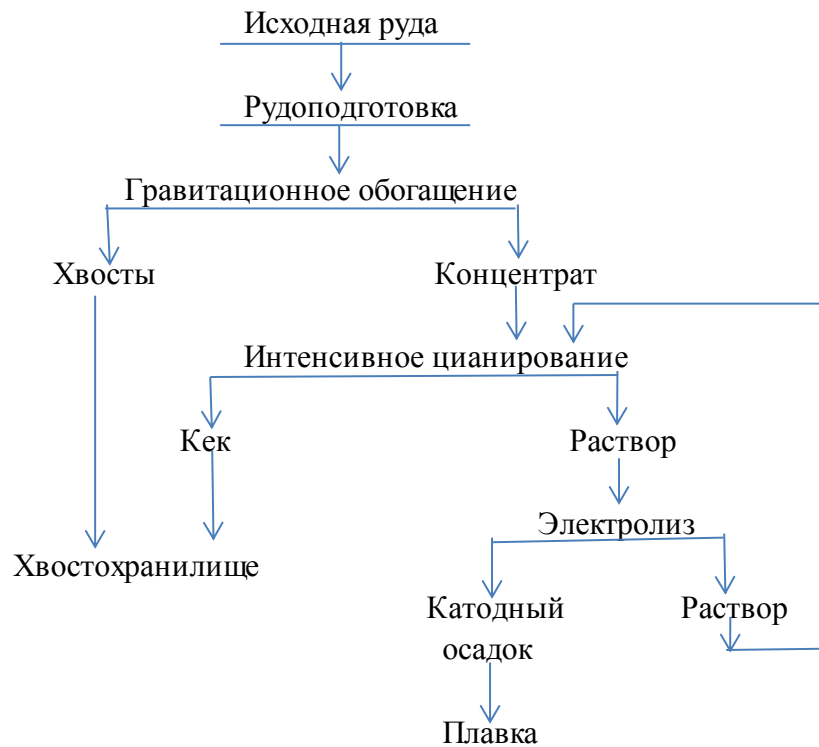 Исходная руда
Рудоподготовка
Гравитационное обогащение
Хвосты
Концентрат
Интенсивное цианирование
Кек
Раствор
Электролиз
Хвостохранилище
Катодный
осадок
Раствор
Плавка